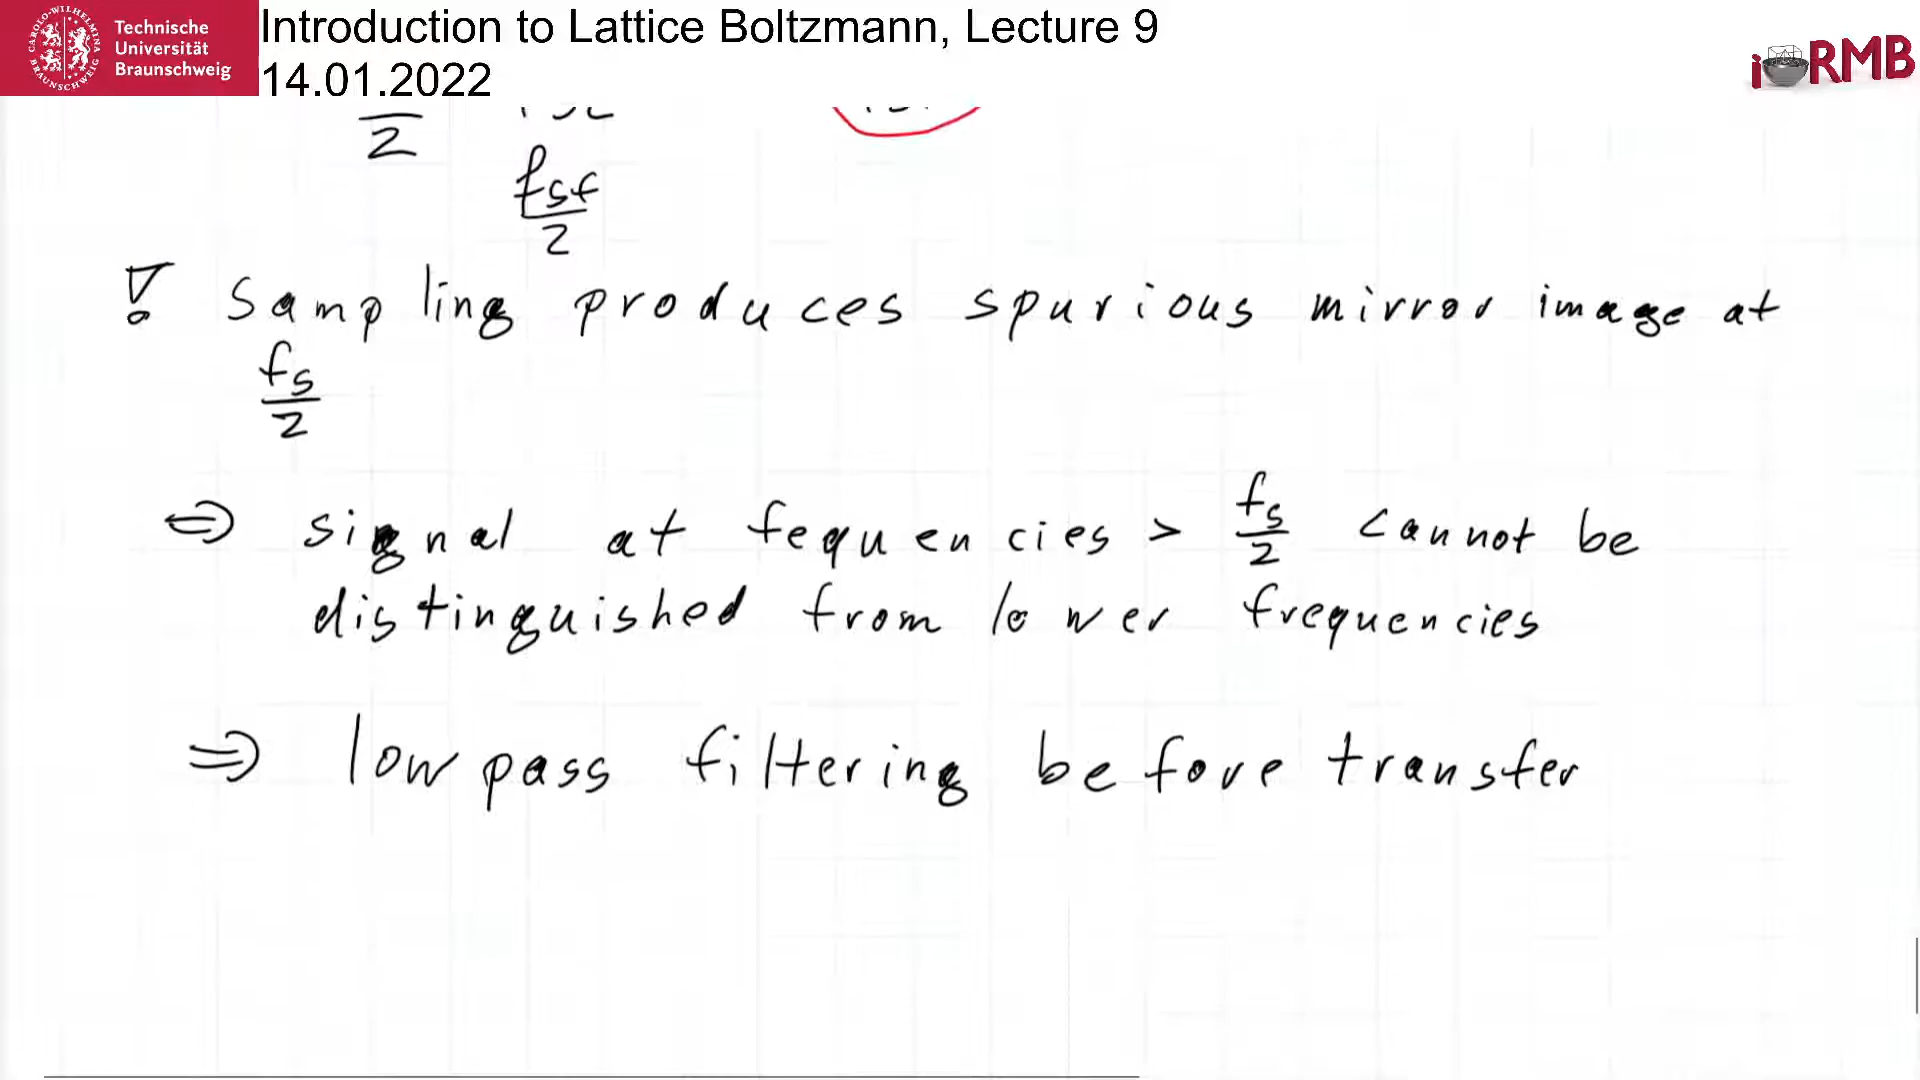 Technische
Universität
Braunschweig
Introduction to Lattice Boltzmann, Lecture 9
14.01.2022
iRMB
2
fsf
2
! Sampling produces spurious mirror image at
fs
2
⇒ signal at fequencies > fs/2 cannot be
distinguished from lower frequencies
⇒ low pass filtering before transfer